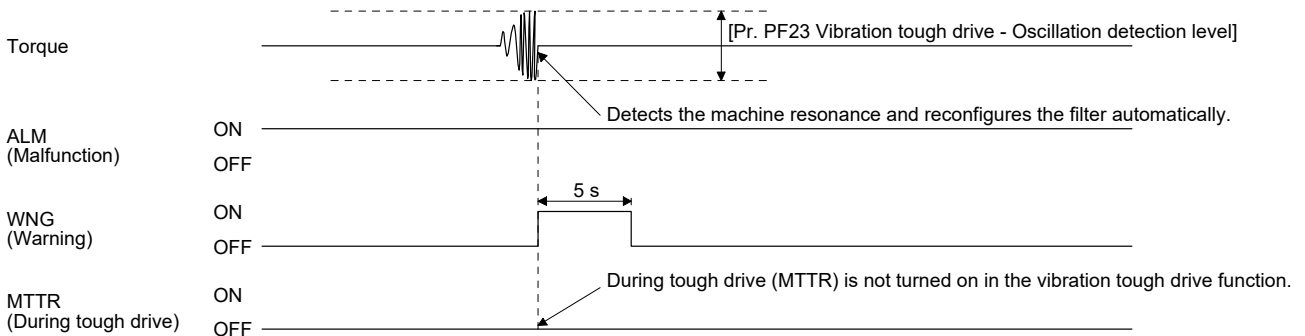 [Pr. PF23 Vibration tough drive - Oscillation detection level]
Torque
Detects the machine resonance and reconfigures the filter automatically.
ALM
(Malfunction)
ON
OFF
5 s
WNG
(Warning)
ON
OFF
During tough drive (MTTR) is not turned on in the vibration tough drive function.
MTTR
(During tough drive)
ON
OFF